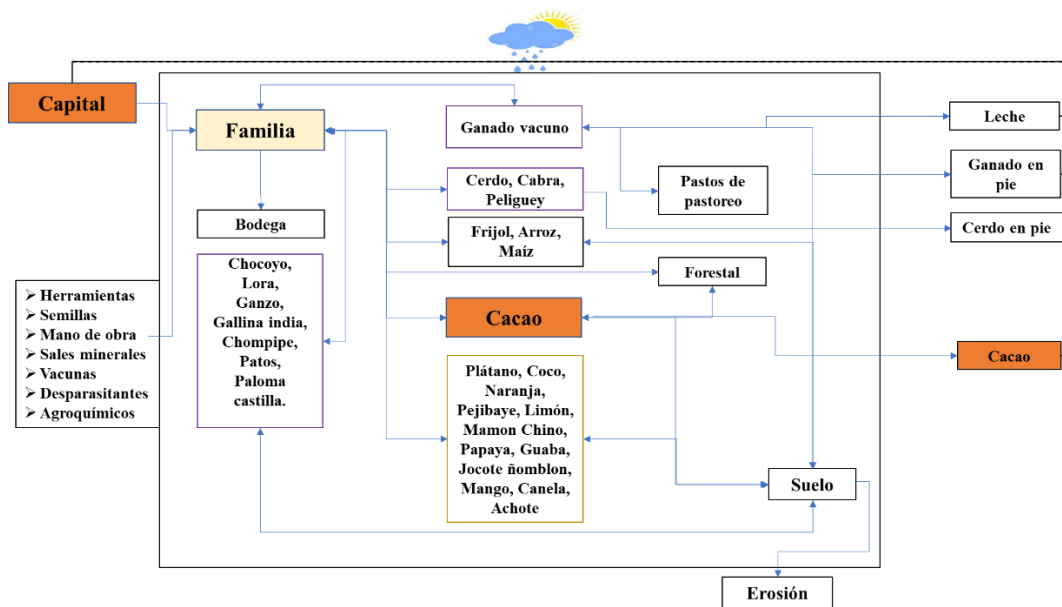 Capital
Familia
Bodega
Chocoyo,
Lora,
Ganzo,
Gallina india,
Chompipe,
Patos,
Paloma
castilla.
Herramientas
Semillas
Mano de obra
Sales minerales
Vacunas
Desparasitantes
Agroquímicos
Ganado vacuno
Cerdo, Cabra,
Peliguey
Frijol, Arroz,
Maíz
Cacao
Plátano, Coco,
Naranja,
Pejibaye, Limón,
Mamon Chino,
Papaya, Guaba,
Jocote ñomblon,
Mango, Canela,
Achote
Pastos de
pastoreo
Forestal
Suelo
Erosión
Leche
Ganado en
pie
Cerdo en pie
Cacao